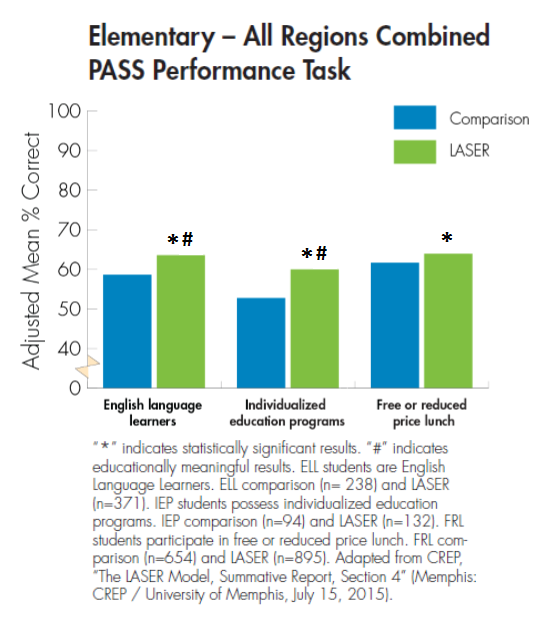 Elementary – All Regions Combined
PASS Performance Task
100
90
80
70
60
50
40
0
Adjusted Mean % Correct
Comparison
LASER
*#
*#
*
English language
learners
Individualized
education programs
Free or reduced
price lunch
"*" indicates statistically significant results. "#" indicates
educationally meaningful results. ELL students are English
Language Learners. ELL comparison (n= 238) and LASER
(n=371). IEP students possess individualized education
programs. IEP comparison (n=94) and LASER (n=132). FRL
students participate in free or reduced price lunch. FRL com-
parison (n=654) and LASER (n=895). Adapted from CREP,
"The LASER Model, Summative Report, Section 4" (Memphis:
CREP / University of Memphis, July 15, 2015).